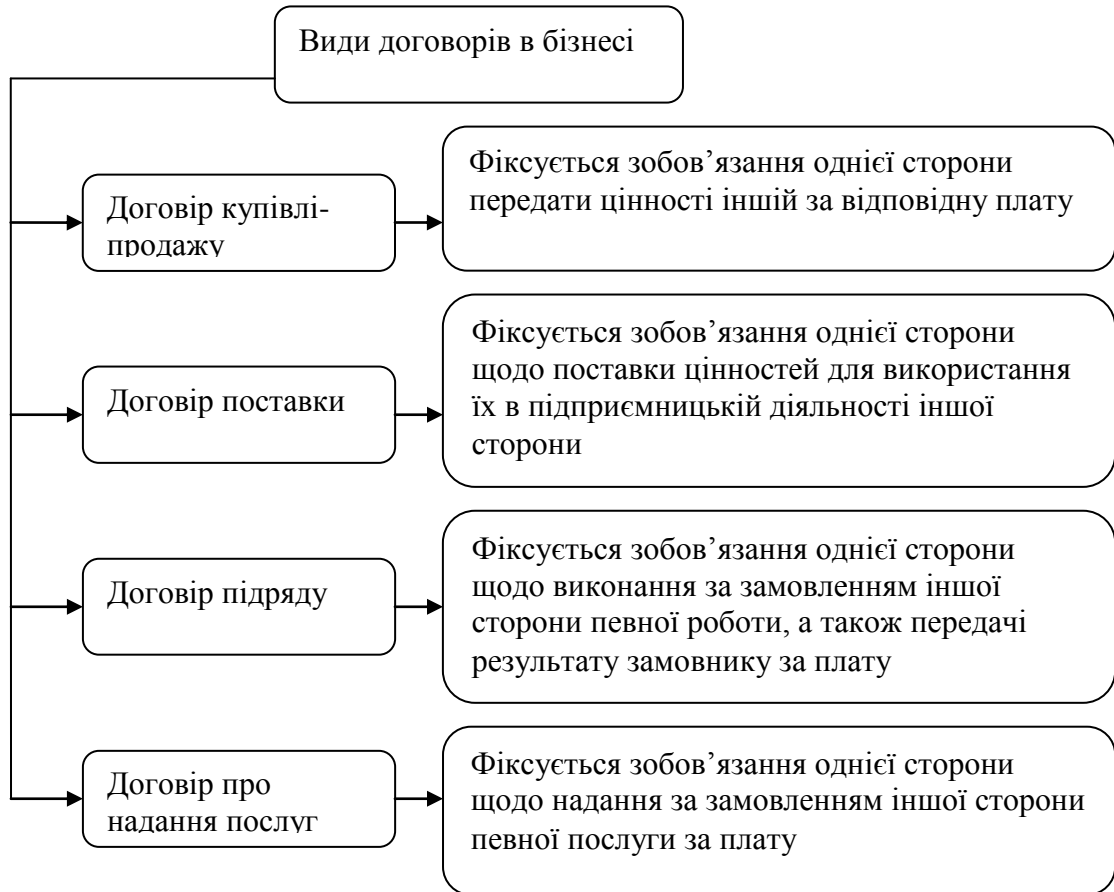 Види договорів в бізнесі
Договір купівлі-
продажу
Фіксується зобов’язання однієї сторони
передати цінності іншій за відповідну плату
Договір поставки
Фіксується зобов’язання однієї сторони
щодо поставки цінностей для використання
їх в підприємницькій діяльності іншої
сторони
Договір підряду
Фіксується зобов’язання однієї сторони
щодо виконання за замовленням іншої
сторони певної роботи, а також передачі
результату замовнику за плату
Договір про
надання послуг
Фіксується зобов’язання однієї сторони
щодо надання за замовленням іншої сторони
певної послуги за плату